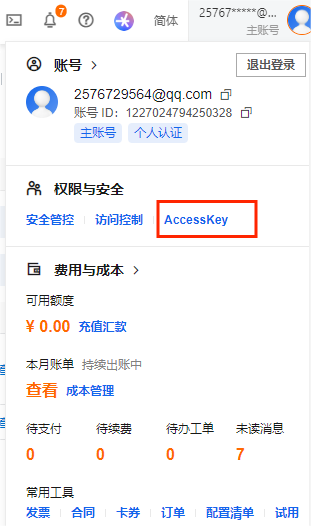 7 简体 25767*****@...
主账号
账号 > 退出登录
2576729564@qq.com
账号 ID: 1227024794250328
主账号 个人认证
权限与安全
安全管控 访问控制 AccessKey
费用与成本 >
可用额度
¥ 0.00 充值汇款
本月账单 持续出账中
查看 成本管理
待支付 待续费 待办工单 未读消息
0 0 0 7
常用工具
发票 合同 卡券 订单 配置清单 试用